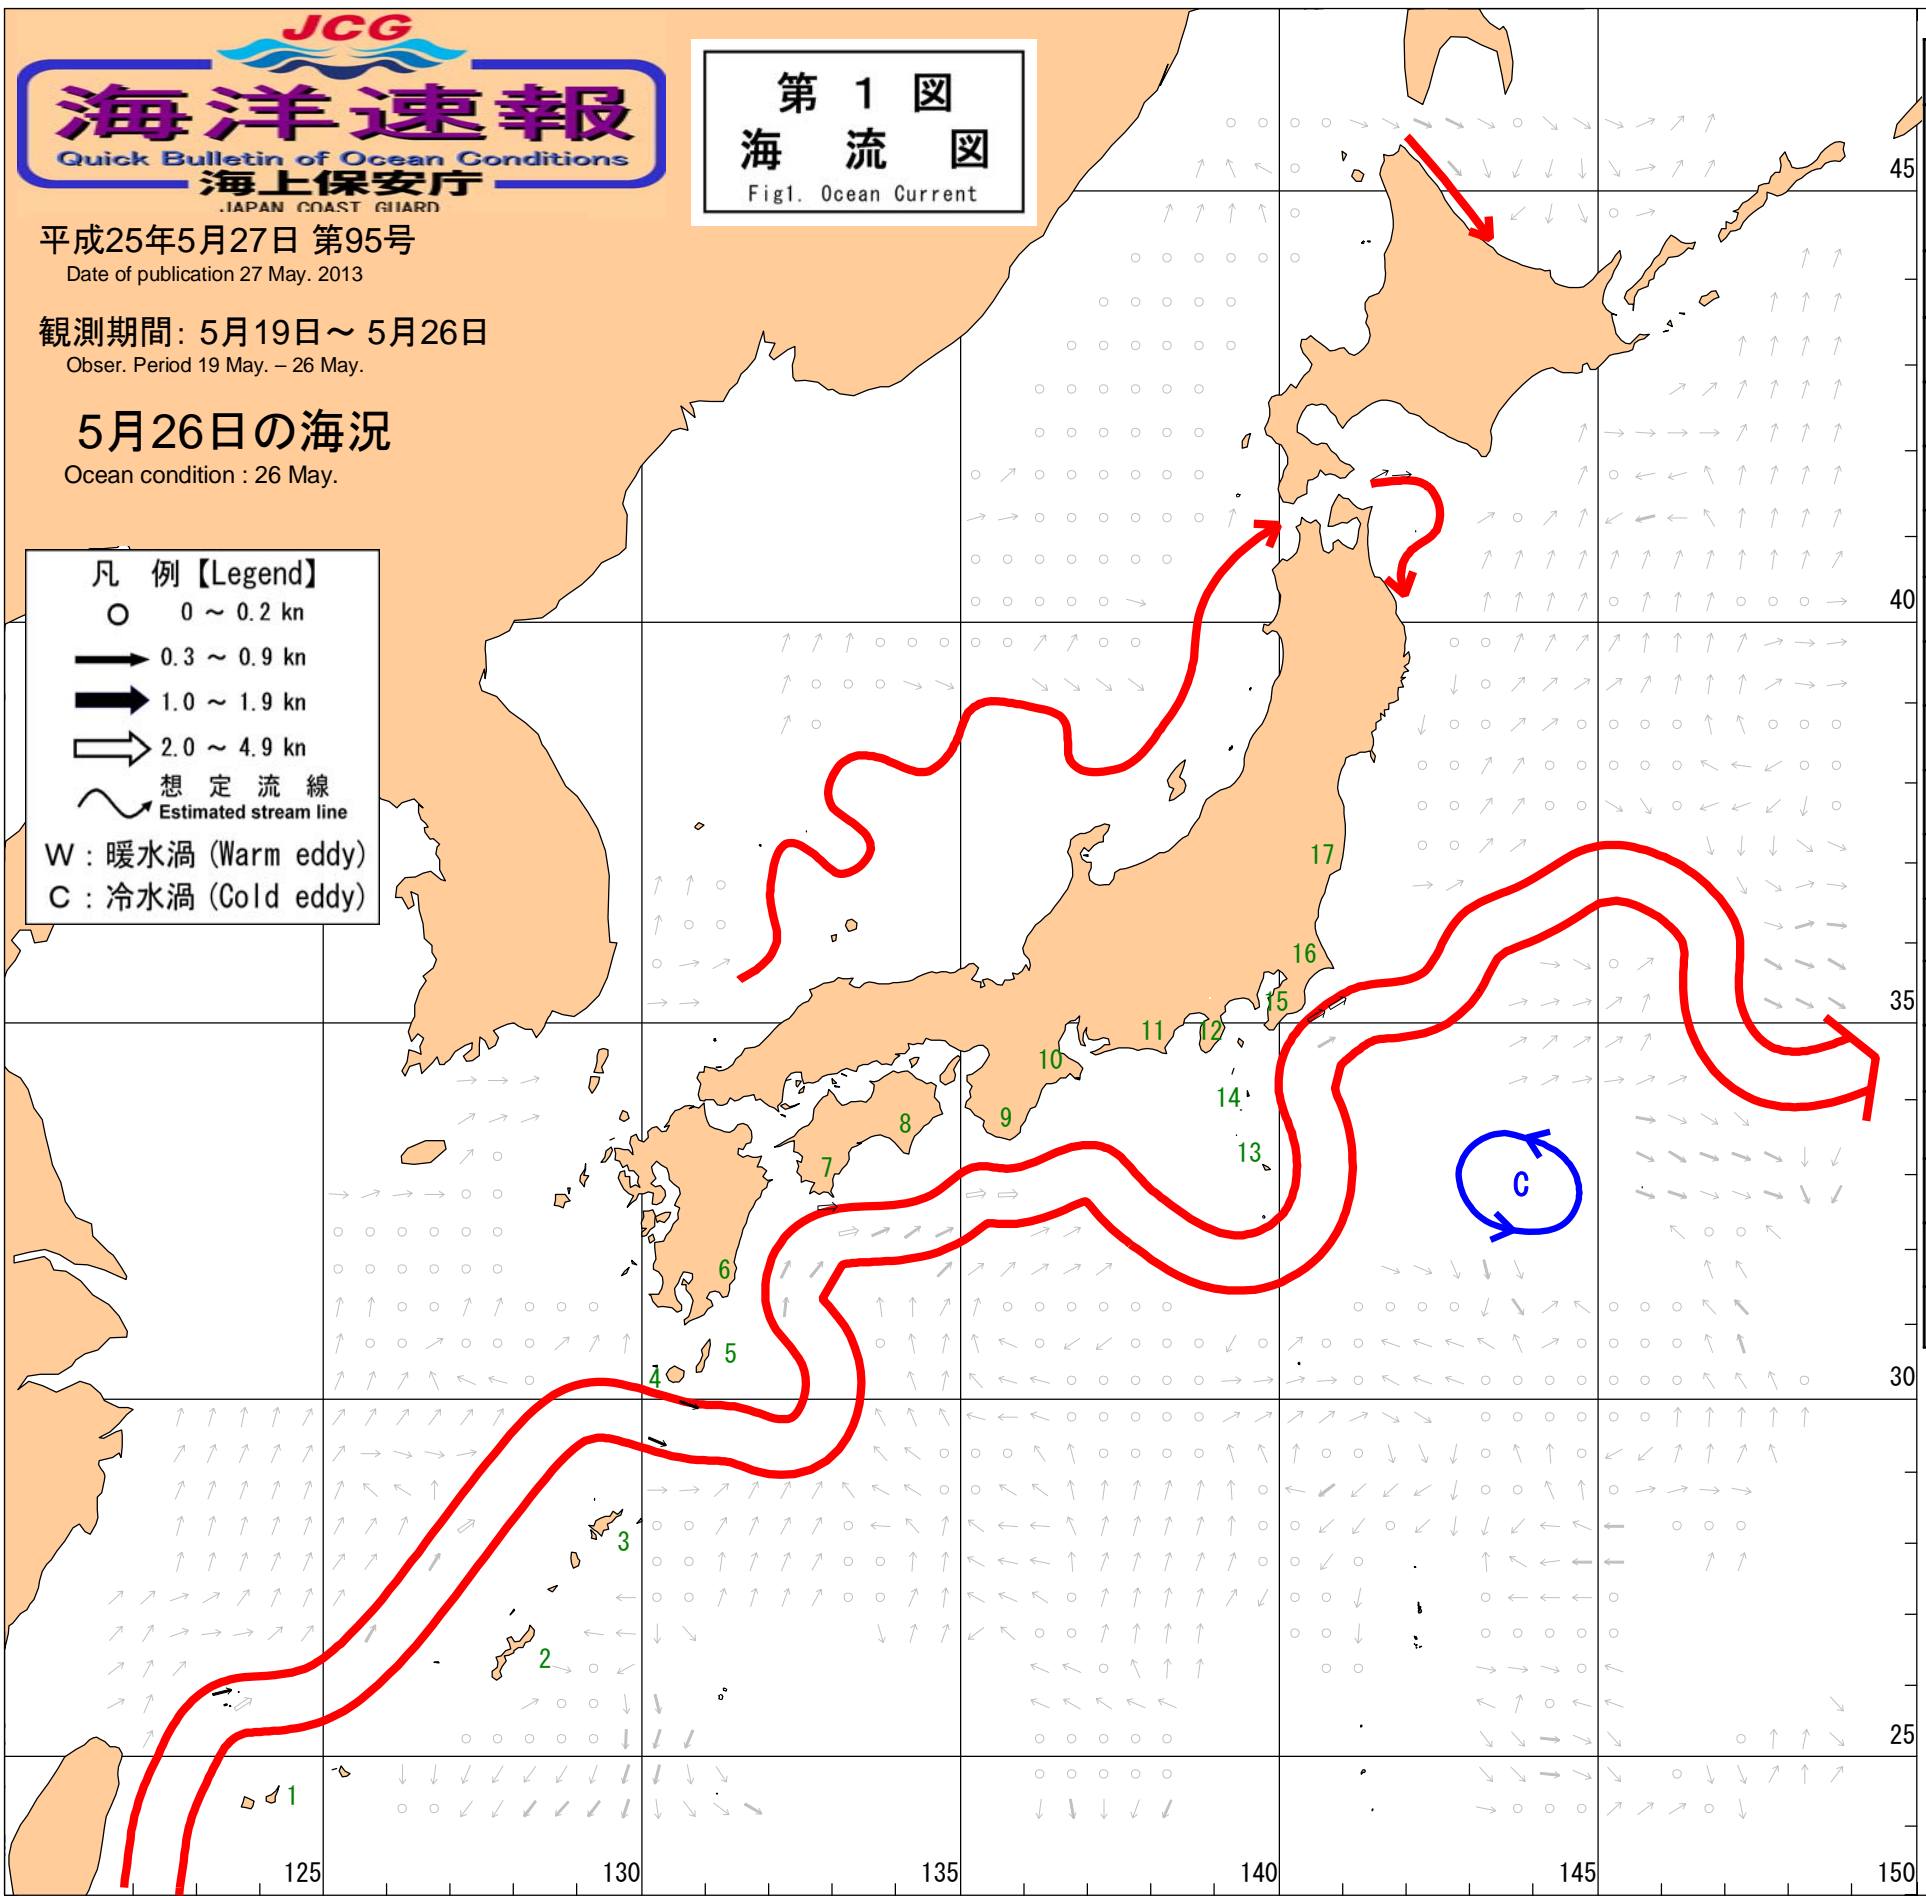 JCG
海洋速報
Quick Bulletin of Ocean Conditions
海上保安庁
JAPAN COAST GUARD
第 1 図
海 流 図
Fig1. Ocean Current
平成25年5月27日 第95号
Date of publication 27 May. 2013
観測期間: 5月19日～ 5月26日
Obser. Period 19 May. – 26 May.
5月26日の海況
Ocean condition : 26 May.
凡 例【Legend】
0 ～ 0.2 kn
0.3 ～ 0.9 kn
1.0 ～ 1.9 kn
2.0 ～ 4.9 kn
想 定 流 線
Estimated stream line
W : 暖水渦 (Warm eddy)
C : 冷水渦 (Cold eddy)
45
40
17
16
35
15
12
11
10
14
9
8
13
7
C
6
5
4
30
3
2
25
1
125
130
135
140
145
150